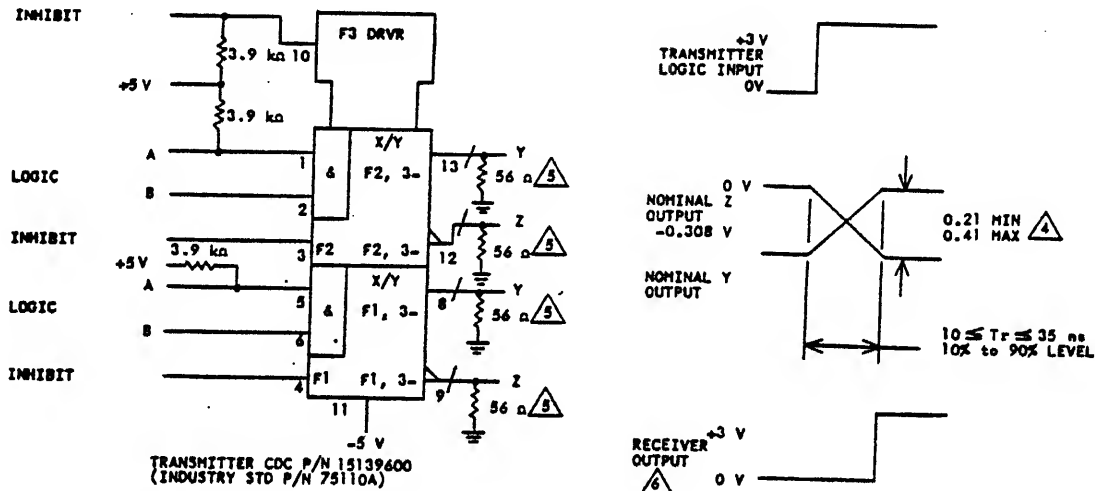 INHIBIT
F3 DRVR
3.9 kΩ
10
+5 V
3.9 kΩ
A
1
X/Y
13
Y
&
F2, 3⎓
56 Ω
5
LOGIC
B
2
Z
INHIBIT
3
F2
F2, 3⎓
12
56 Ω
5
3.9 kΩ
+5V
A
5
X/Y
8
Y
LOGIC
&
F1, 3⎓
56 Ω
5
B
6
INHIBIT
4
F1
F1, 3⎓
9
Z
11
56 Ω
5
-5 V
TRANSMITTER CDC P/N 15139600
(INDUSTRY STD P/N 75110A)
+3 V
TRANSMITTER
LOGIC INPUT
0V
0 V
NOMINAL Z
OUTPUT
-0.308 V
NOMINAL Y
OUTPUT
0.21 MIN
0.41 MAX
4
10 ≤ Tr ≤ 35 ns
10% to 90% LEVEL
RECEIVER
OUTPUT
+3 V
6
0 V